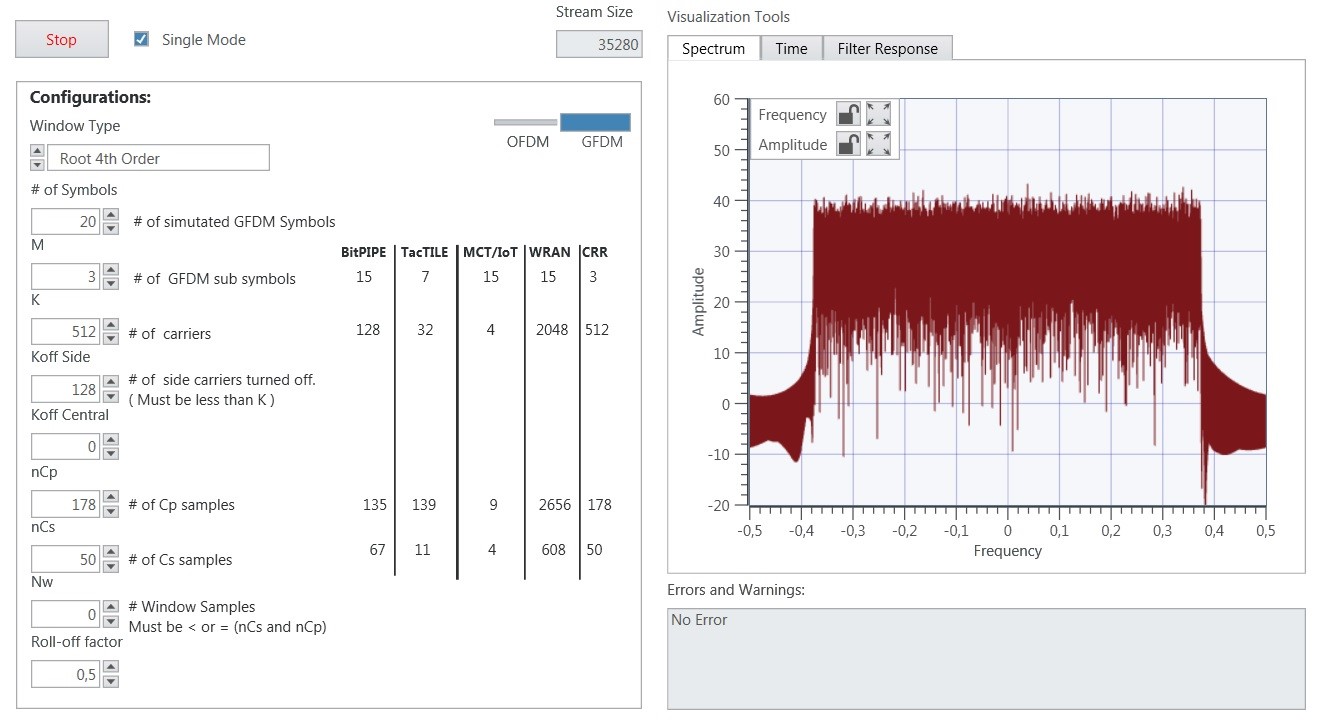 Stop
Single Mode
Stream Size
35280
Configurations:
Window Type
Root 4th Order
OFDM GFDM
# of Symbols
20 # of simutated GFDM Symbols
M
BitPIPE TacTILE MCT/IoT WRAN CRR
3 # of GFDM sub symbols 15 7 15 15 3
K
512 # of carriers 128 32 4 2048 512
Koff Side
128 # of side carriers turned off.
( Must be less than K )
Koff Central
0
nCp
178 # of Cp samples 135 139 9 2656 178
nCs
50 # of Cs samples 67 11 4 608 50
Nw
0 # Window Samples
Must be < or = (nCs and nCp)
Roll-off factor
0,5
Visualization Tools
Spectrum Time Filter Response
Frequency
Amplitude
60
50
40
30
20
10
0
-10
-20
Amplitude
-0,5 -0,4 -0,3 -0,2 -0,1 0 0,1 0,2 0,3 0,4 0,5
Frequency
Errors and Warnings:
No Error